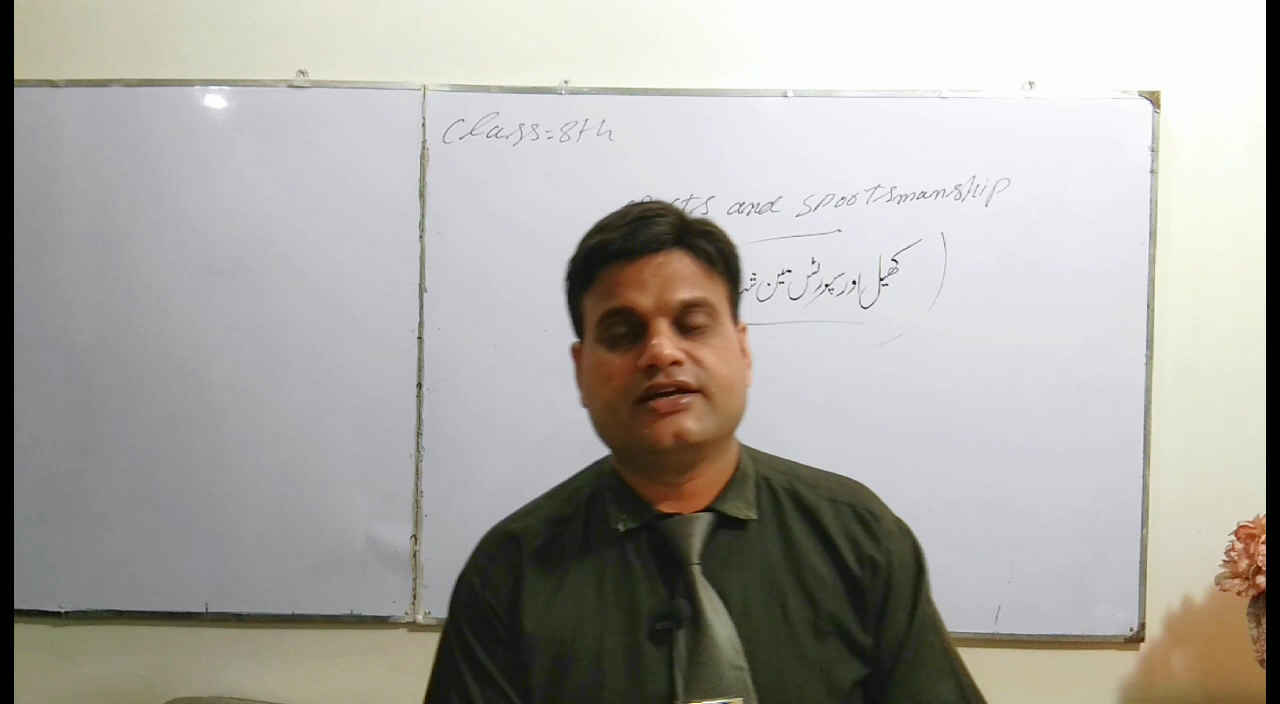 Class=8th
and sportsmanship
کھیل اور سپورٹس مین